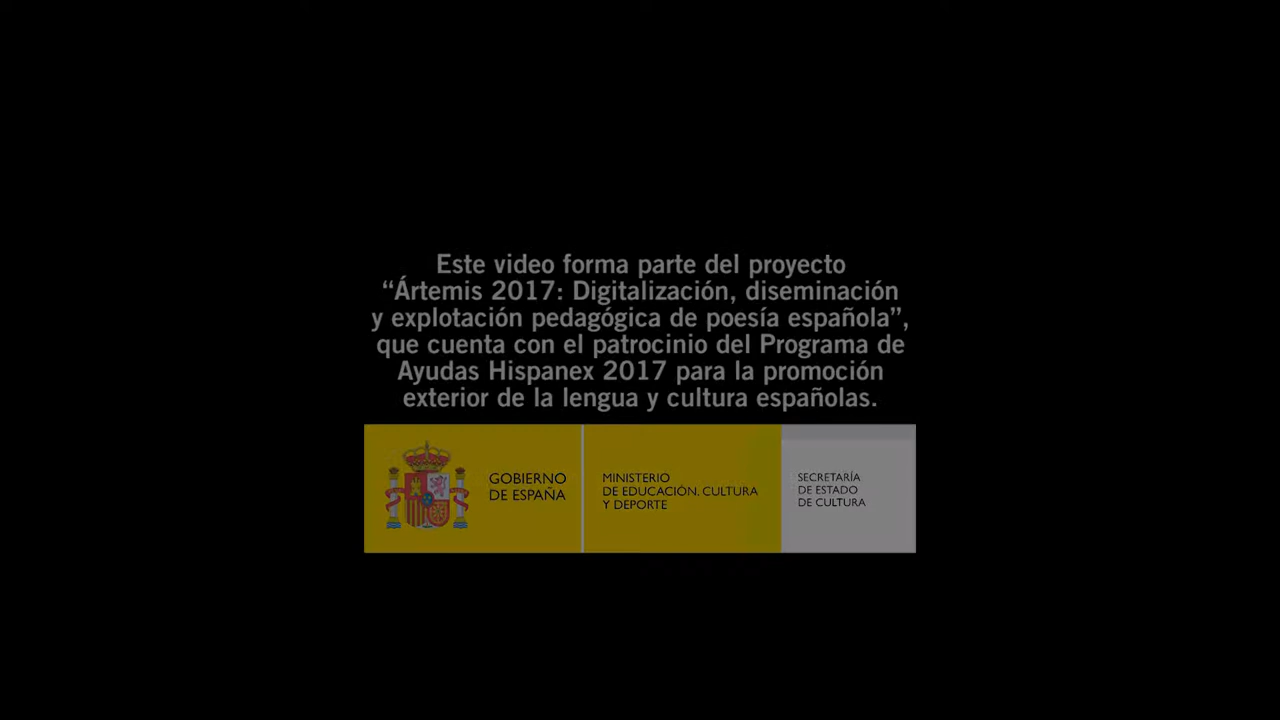 Este video forma parte del proyecto
“Ártemis 2017: Digitalización, diseminación
y explotación pedagógica de poesía española”,
que cuenta con el patrocinio del Programa de
Ayudas Hispanex 2017 para la promoción
exterior de la lengua y cultura españolas.
GOBIERNO
DE ESPAÑA
MINISTERIO
DE EDUCACIÓN, CULTURA
Y DEPORTE
SECRETARÍA
DE ESTADO
DE CULTURA